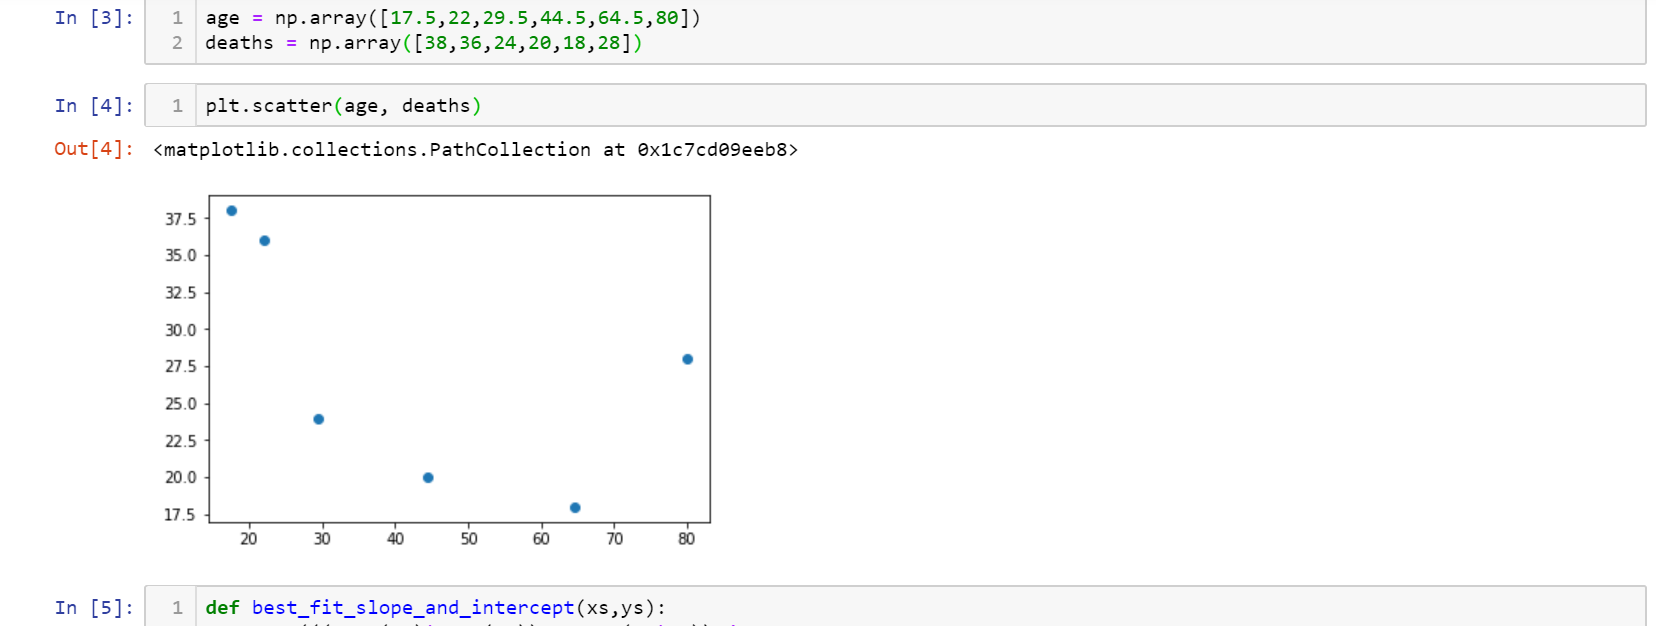 In [3]:
1 age = np.array([17.5,22,29.5,44.5,64.5,80])
2 deaths = np.array([38,36,24,20,18,28])
In [4]:
1 plt.scatter(age, deaths)
Out[4]: <matplotlib.collections.PathCollection at 0x1c7cd09eeb8>
37.5
35.0
32.5
30.0
27.5
25.0
22.5
20.0
17.5
20 30 40 50 60 70 80
In [5]:
1 def best_fit_slope_and_intercept(xs,ys):